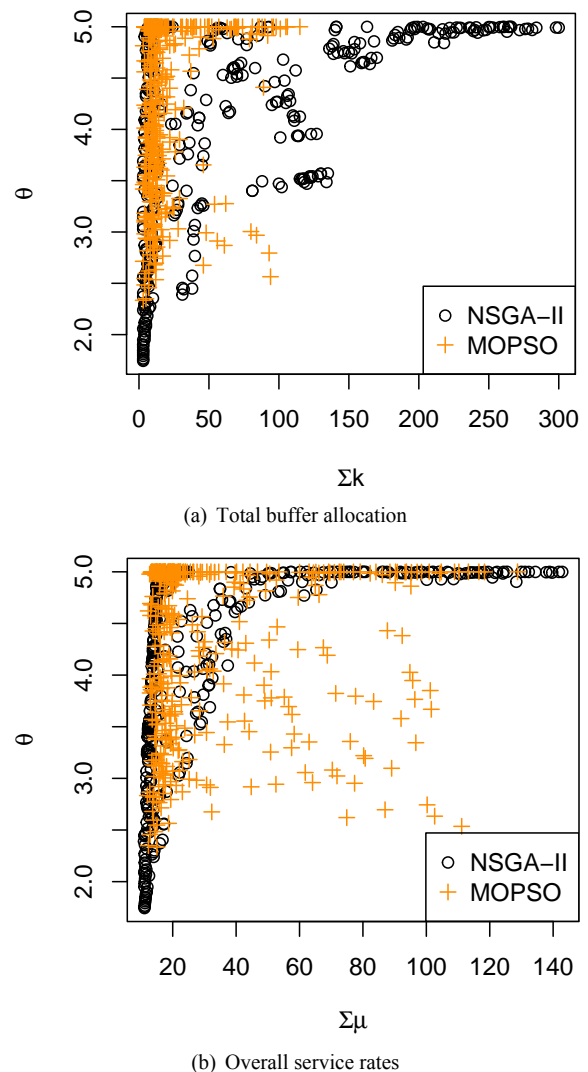 5.0
4.0
θ
3.0
2.0
NSGA−II
MOPSO
0 50 100 150 200 250 300
Σk
(a) Total buffer allocation
5.0
4.0
θ
3.0
2.0
NSGA−II
MOPSO
20 40 60 80 100 120 140
Σμ
(b) Overall service rates